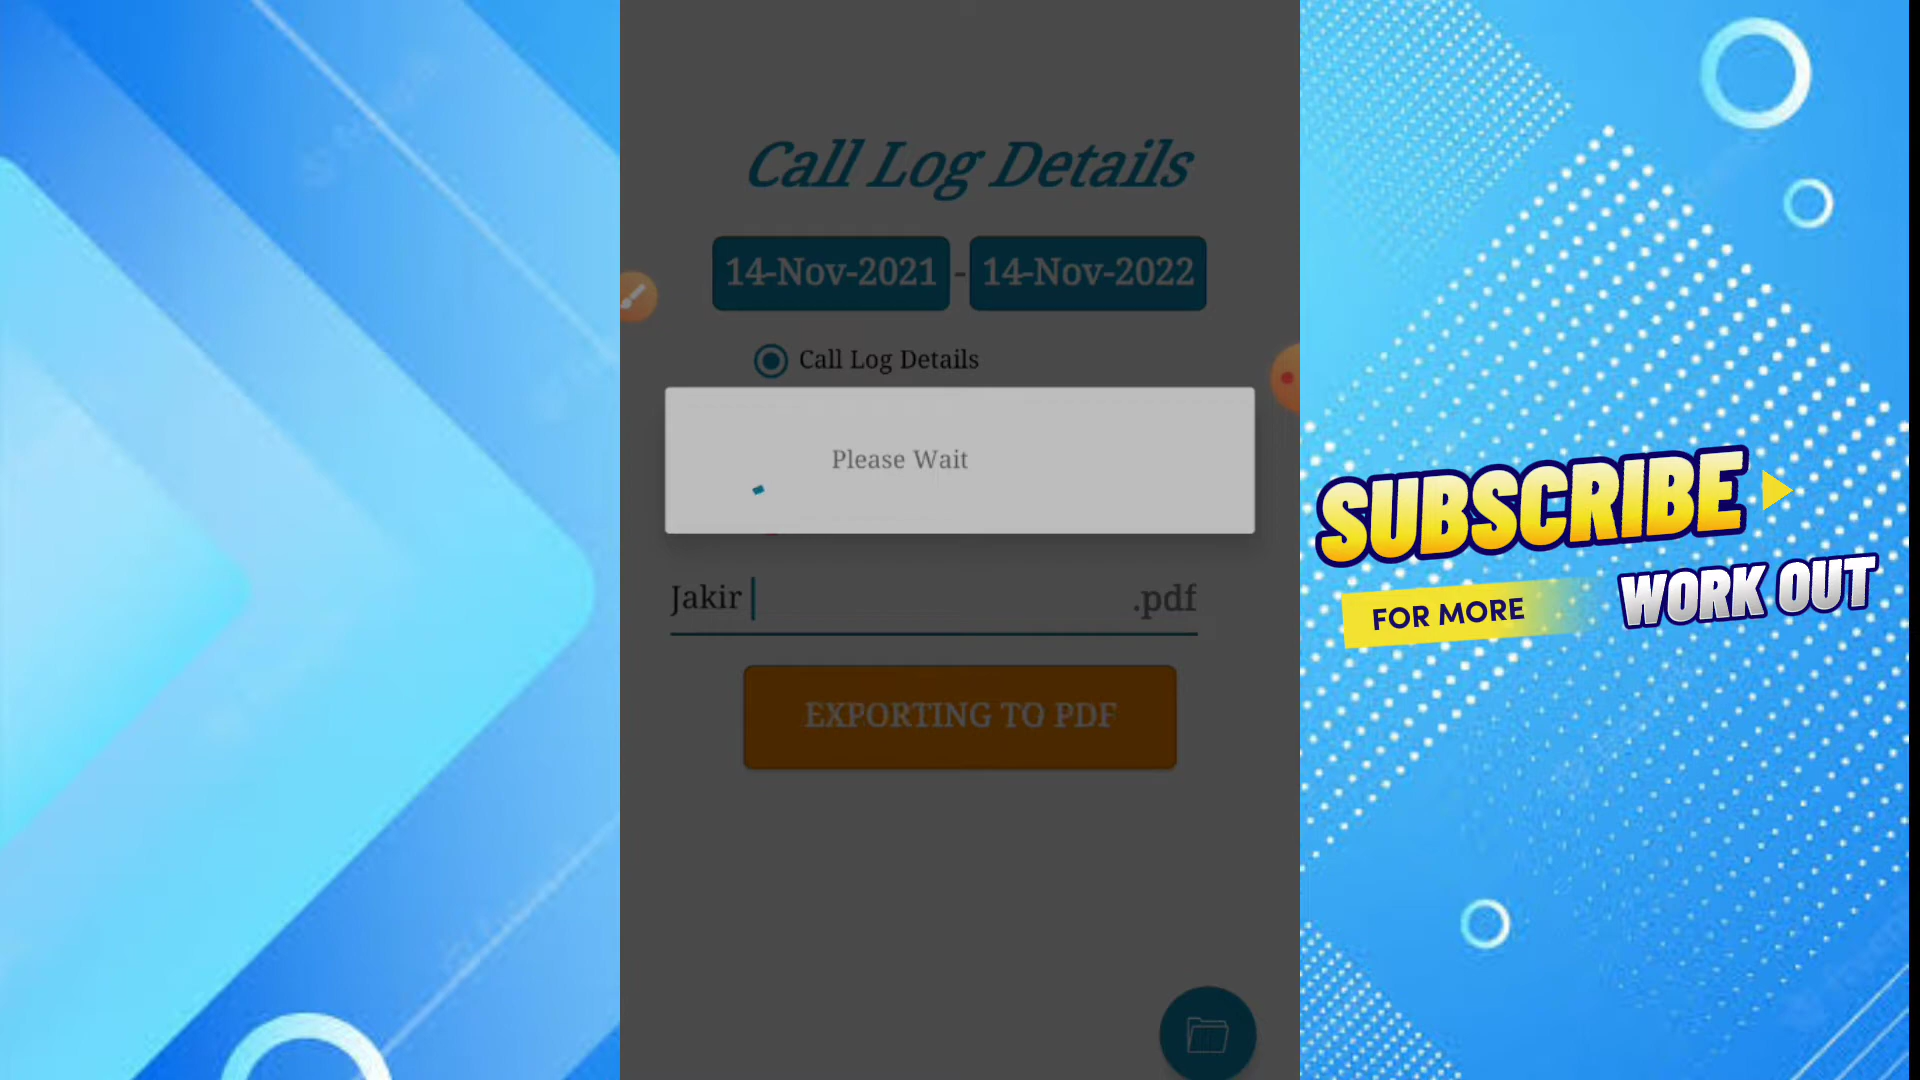 Call Log Details
14-Nov-2021 - 14-Nov-2022
Call Log Details
Please Wait
Jakir .pdf
EXPORTING TO PDF
SUBSCRIBE
FOR MORE WORK OUT